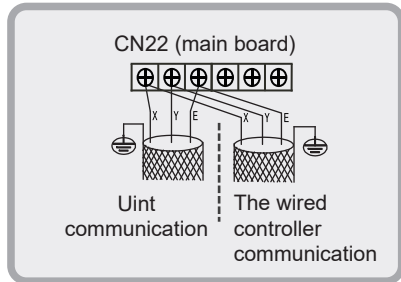 CN22 (main board)
X Y E X Y E
Uint
communication
The wired
controller
communication